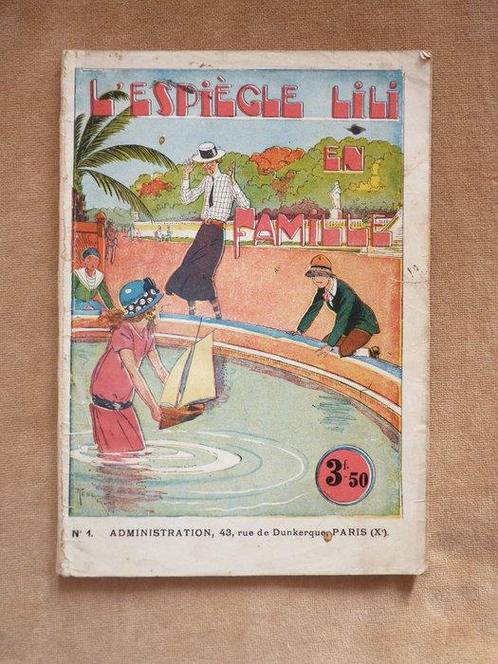 L'ESPIÈGLE LILI
EN
FAMILLE
3f.50
N° 1. ADMINISTRATION, 43, rue de Dunkerque, PARIS (Xe).